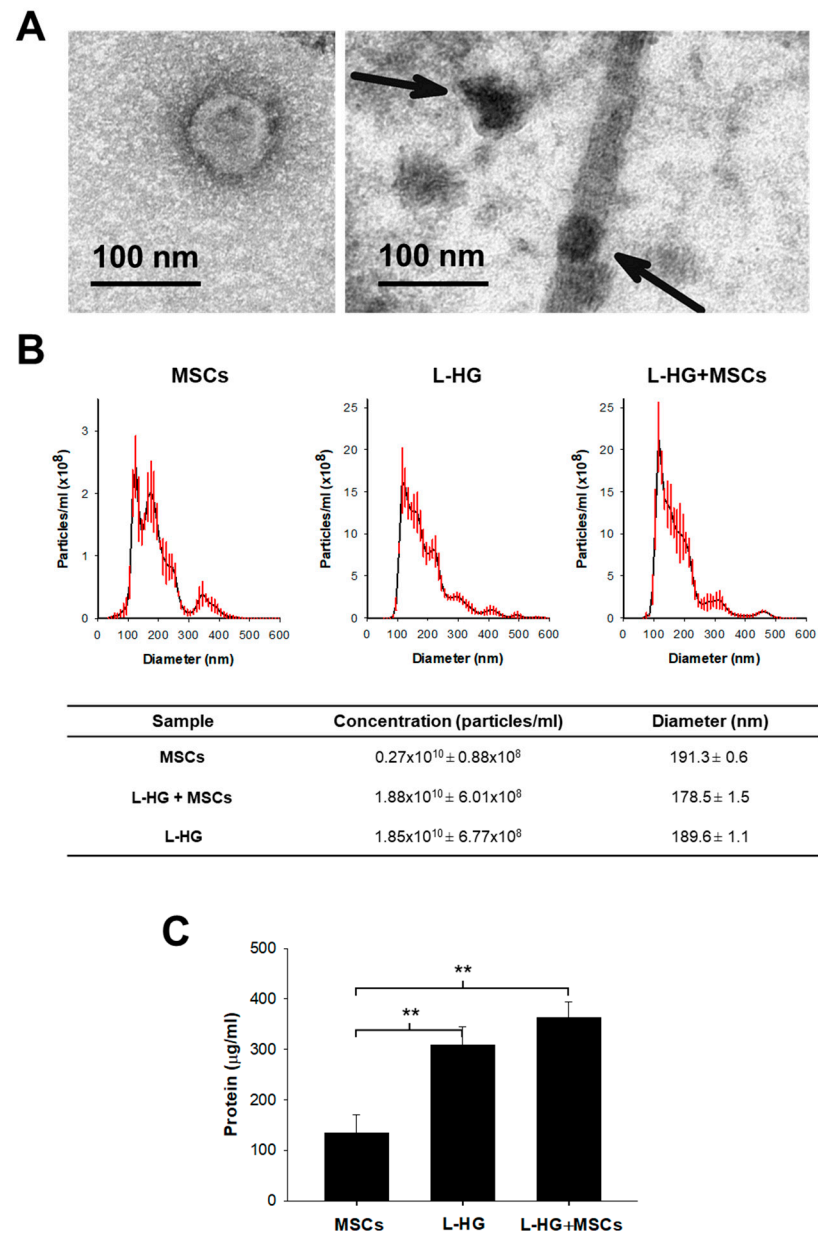 A
100 nm
100 nm
B
MSCs
L-HG
L-HG+MSCs
Particles/ml (x10⁸)
3
2
1
0
0 100 200 300 400 500 600
Diameter (nm)
Particles/ml (x10⁸)
25
20
15
10
5
0
0 100 200 300 400 500 600
Diameter (nm)
Particles/ml (x10⁸)
25
20
15
10
5
0
0 100 200 300 400 500 600
Diameter (nm)
Sample Concentration (particles/ml) Diameter (nm)
MSCs 0.27x10¹⁰ ± 0.88x10⁸ 191.3 ± 0.6
L-HG + MSCs 1.88x10¹⁰ ± 6.01x10⁸ 178.5 ± 1.5
L-HG 1.85x10¹⁰ ± 6.77x10⁸ 189.6 ± 1.1
C
Protein (µg/ml)
500
400
300
200
100
0
**
**
MSCs L-HG L-HG+MSCs